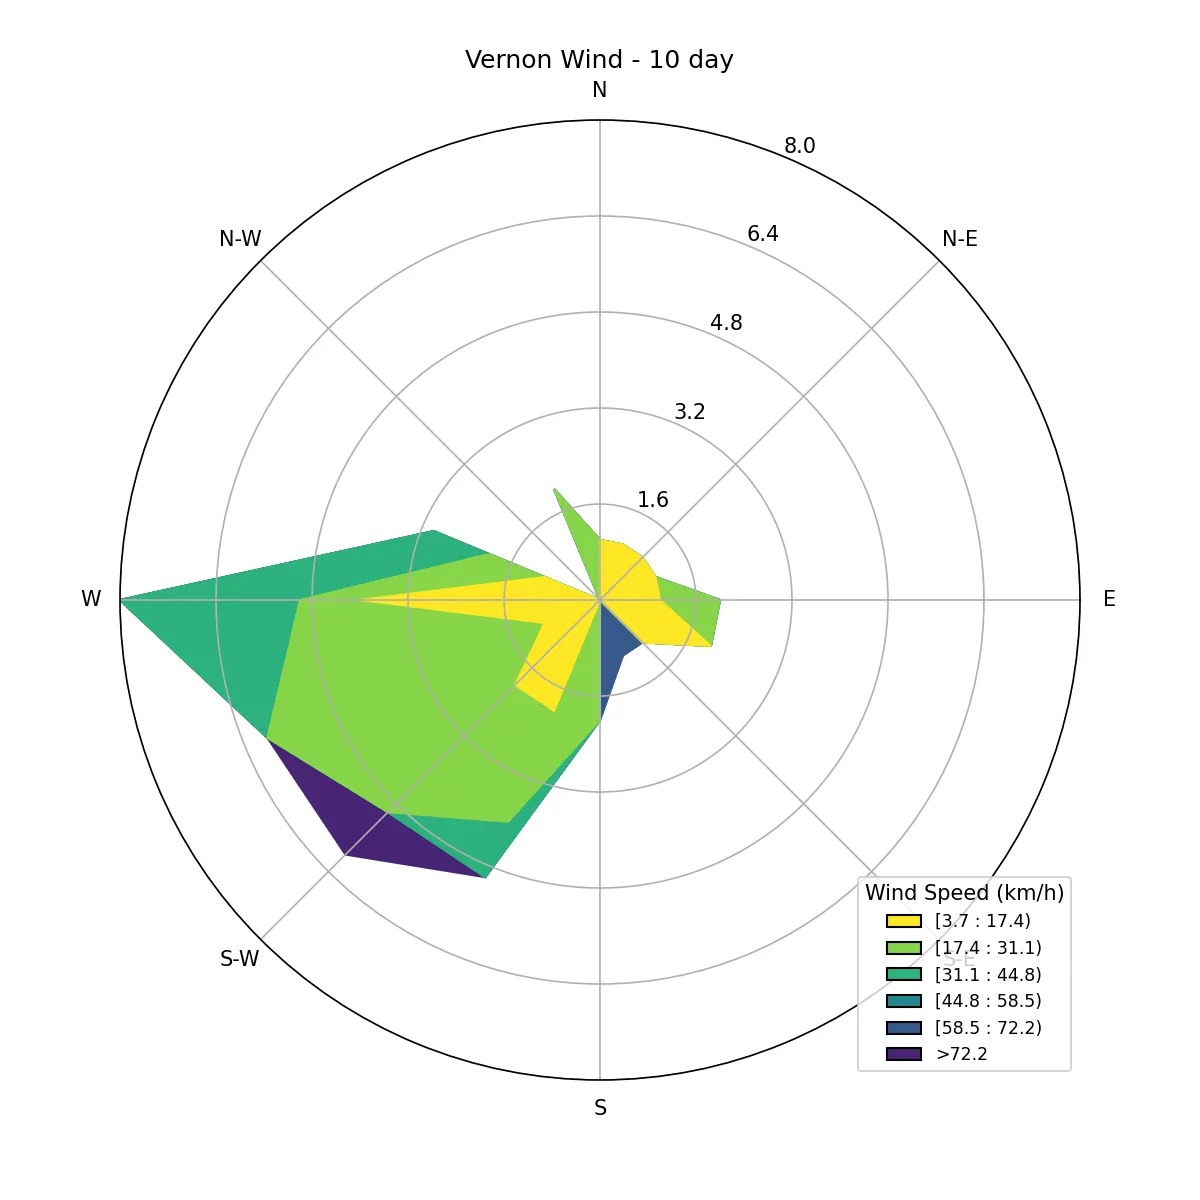 Vernon Wind - 10 day
N
8.0
N-W
N-E
6.4
4.8
3.2
1.6
W
E
S-W
S-E
Wind Speed (km/h)
[3.7 : 17.4)
[17.4 : 31.1)
[31.1 : 44.8)
[44.8 : 58.5)
[58.5 : 72.2)
>72.2
S